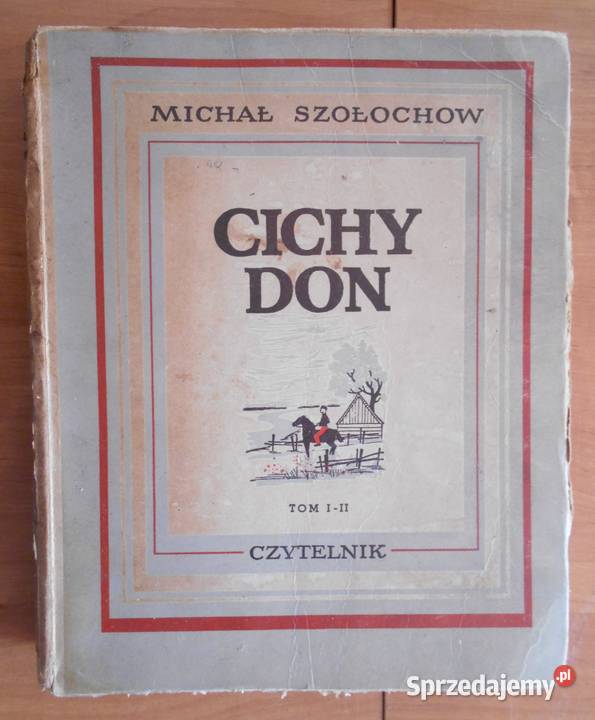 MICHAŁ SZOŁOCHOW
CICHY
DON
TOM I-II
CZYTELNIK
Sprzedajemy.pl